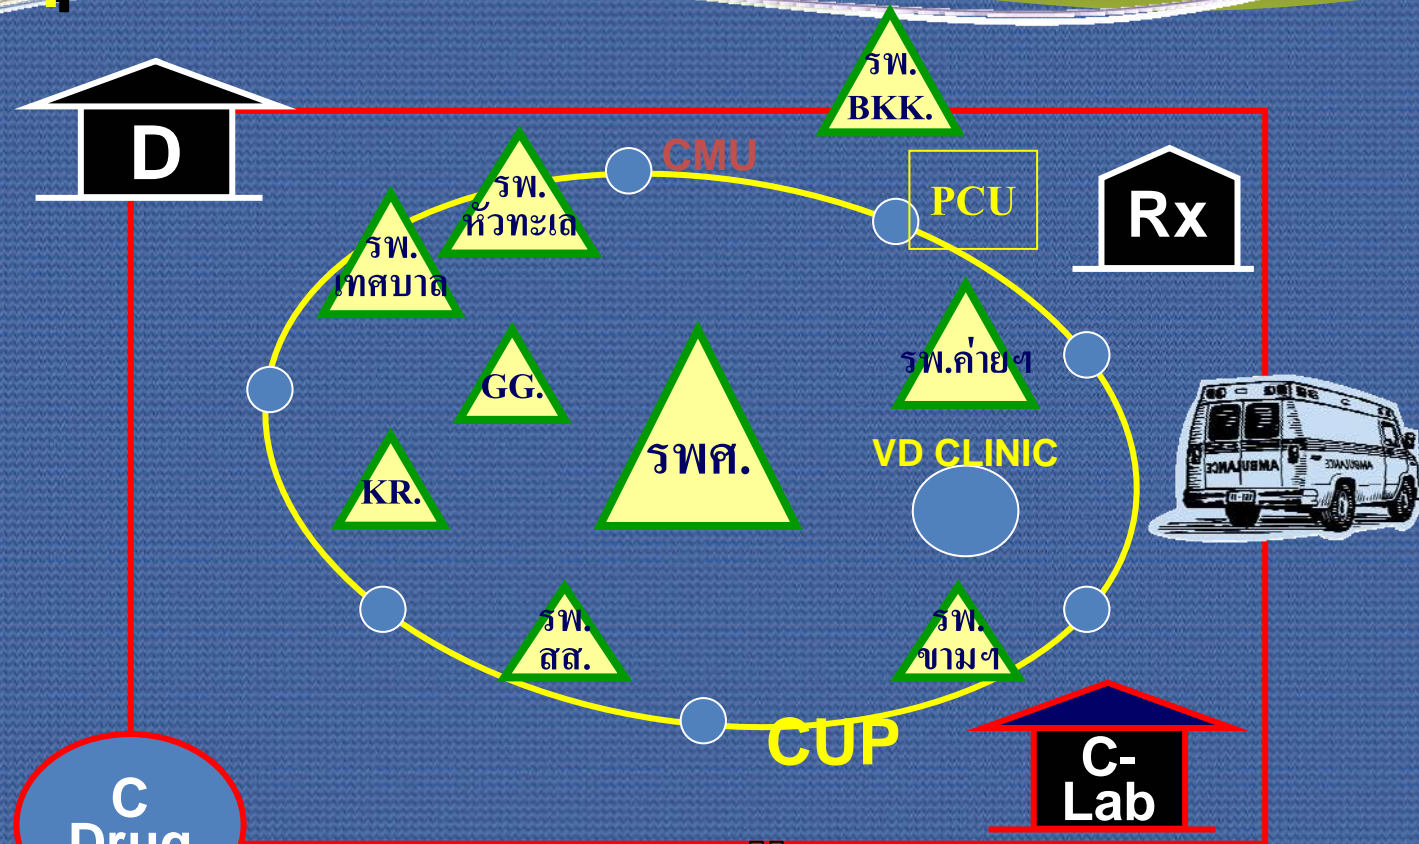 รพ.
BKK.
D
CMU
PCU
Rx
รพ.
หัวทะเล
รพ.
เทศบาล
รพ.ค่ายฯ
GG.
รพศ.
VD CLINIC
KR.
AMBULANCE
รพ.
สส.
รพ.
ขามฯ
CUP
C-
Lab
C
Drug